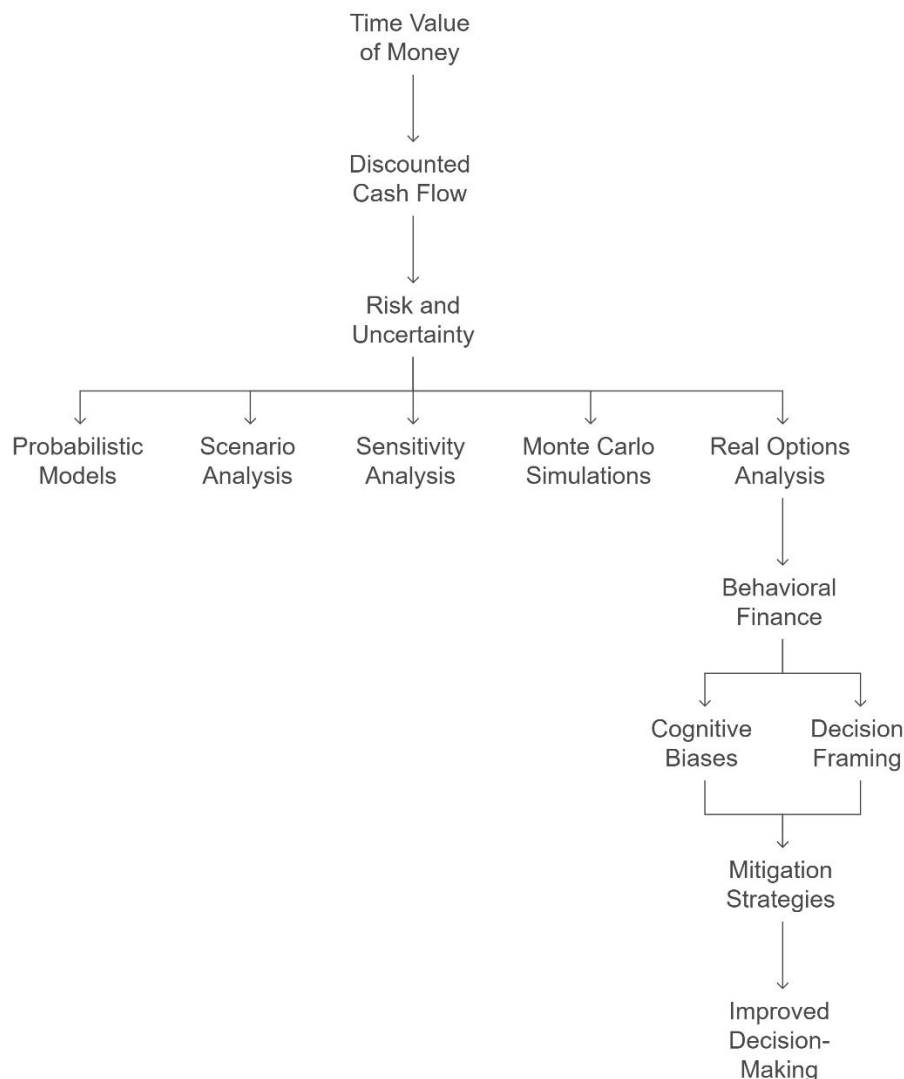 Time Value
of Money
Discounted
Cash Flow
Risk and
Uncertainty
Probabilistic
Models
Scenario
Analysis
Sensitivity
Analysis
Monte Carlo
Simulations
Real Options
Analysis
Behavioral
Finance
Cognitive
Biases
Decision
Framing
Mitigation
Strategies
Improved
Decision-
Making